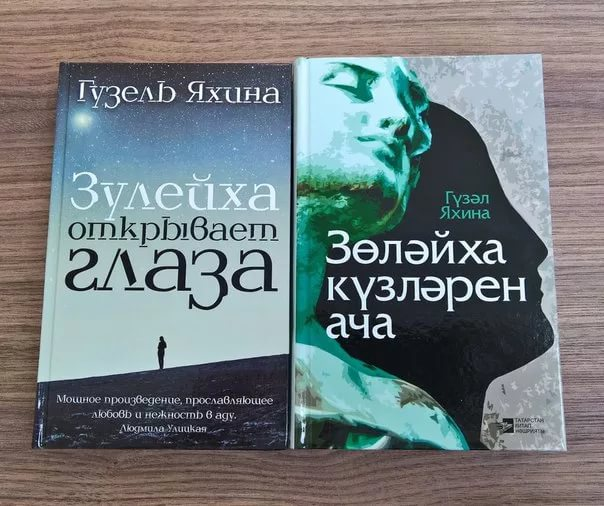 Гузель Яхина
Зулейха
открывает
глаза
Мощное произведение, прославляющее
любовь и нежность в аду.
Людмила Улицкая
Гүзәл
Яхина
Зөләйха
күзләрен
ача
ТАТАРСТАН
КИТАП
НӘШРИЯТЫ